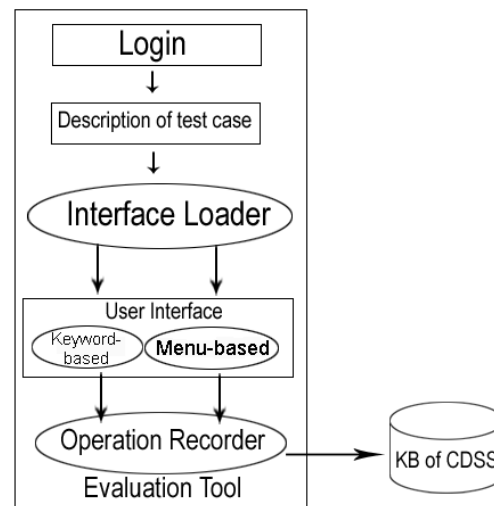 Login
Description of test case
Interface Loader
User Interface
Keyword-
based
Menu-based
Operation Recorder
KB of CDSS
Evaluation Tool